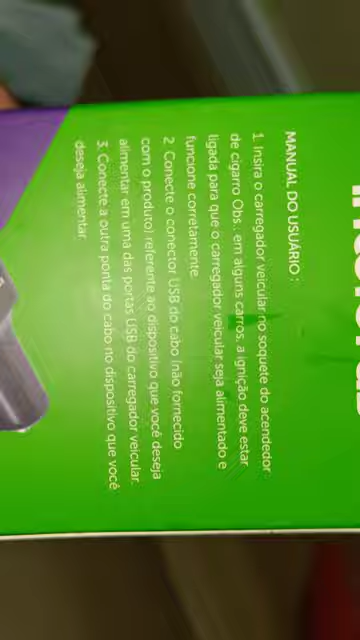 MANUAL DO USUÁRIO :
1. Insira o carregador veicular no soquete do acendedor
de cigarro Obs.: em alguns carros, a ignição deve estar
ligada para que o carregador veicular seja alimentado e
funcione corretamente.
2. Conecte o conector USB do cabo (não fornecido
com o produto) referente ao dispositivo que você deseja
alimentar em uma das portas USB do carregador veicular.
3. Conecte a outra ponta do cabo no dispositivo que você
deseja alimentar.